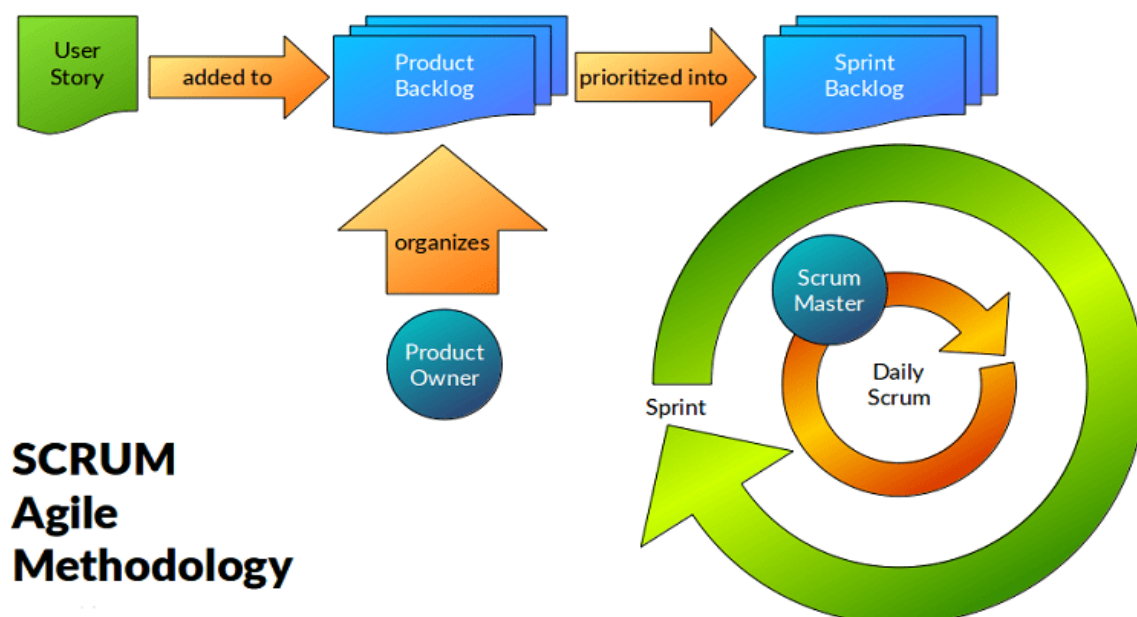 User
Story
added to
Product
Backlog
prioritized into
Sprint
Backlog
organizes
Product
Owner
Scrum
Master
Daily
Scrum
Sprint
SCRUM
Agile
Methodology